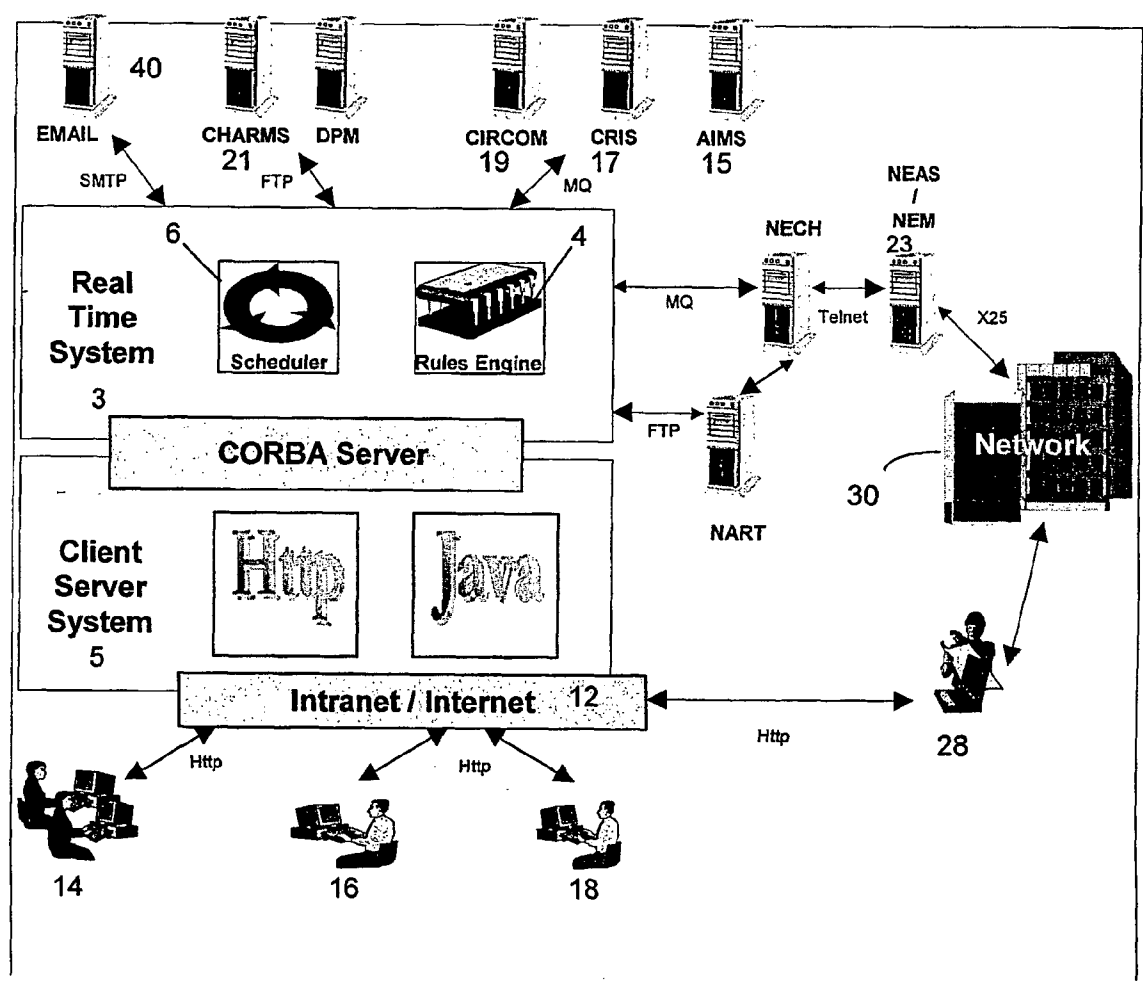 40
EMAIL
CHARMS
21
DPM
CIRCOM
19
CRIS
17
AIMS
15
SMTP
FTP
MQ
NEAS
/
NEM
23
NECH
6
4
Real
Time
System
3
Scheduler
Rules Engine
MQ
Telnet
X25
FTP
NART
Network
30
CORBA Server
Client
Server
System
5
Http
Java
Intranet / Internet
12
Http
Http
Http
28
14
16
18